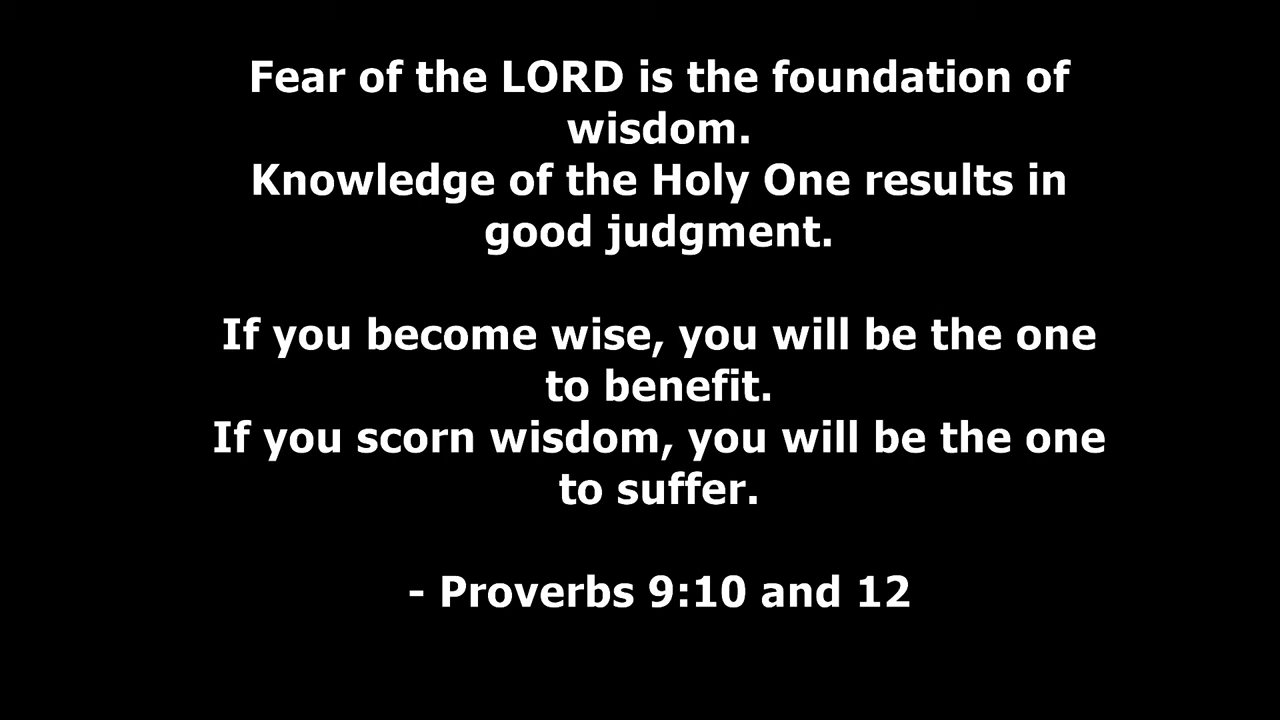 Fear of the LORD is the foundation of
wisdom.
Knowledge of the Holy One results in
good judgment.
If you become wise, you will be the one
to benefit.
If you scorn wisdom, you will be the one
to suffer.
- Proverbs 9:10 and 12